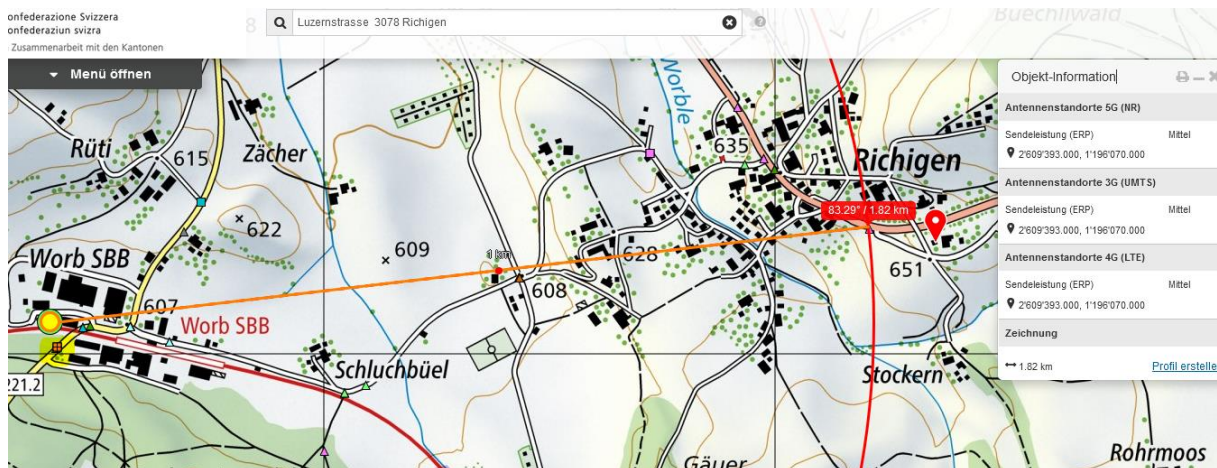 onfederazione Svizzera
onfederaziun svizra
Zusammenarbeit mit den Kantonen
Luzernstrasse 3078 Richigen
Menü öffnen
Buechliwald
Objekt-Information
Antennenstandorte 5G (NR)
Sendeleistung (ERP) Mittel
2'609'393.000, 1'196'070.000
Antennenstandorte 3G (UMTS)
Sendeleistung (ERP) Mittel
2'609'393.000, 1'196'070.000
Antennenstandorte 4G (LTE)
Sendeleistung (ERP) Mittel
2'609'393.000, 1'196'070.000
Zeichnung
1.82 km Profil erstelle
Worble
Rüti
615
Zächer
635
Richigen
83.29° / 1.82 km
622
609
1 km
628
651
Worb SBB
607
608
Worb SBB
Schluchbüel
Stockern
221.2
Gäuer
Rohrmoos